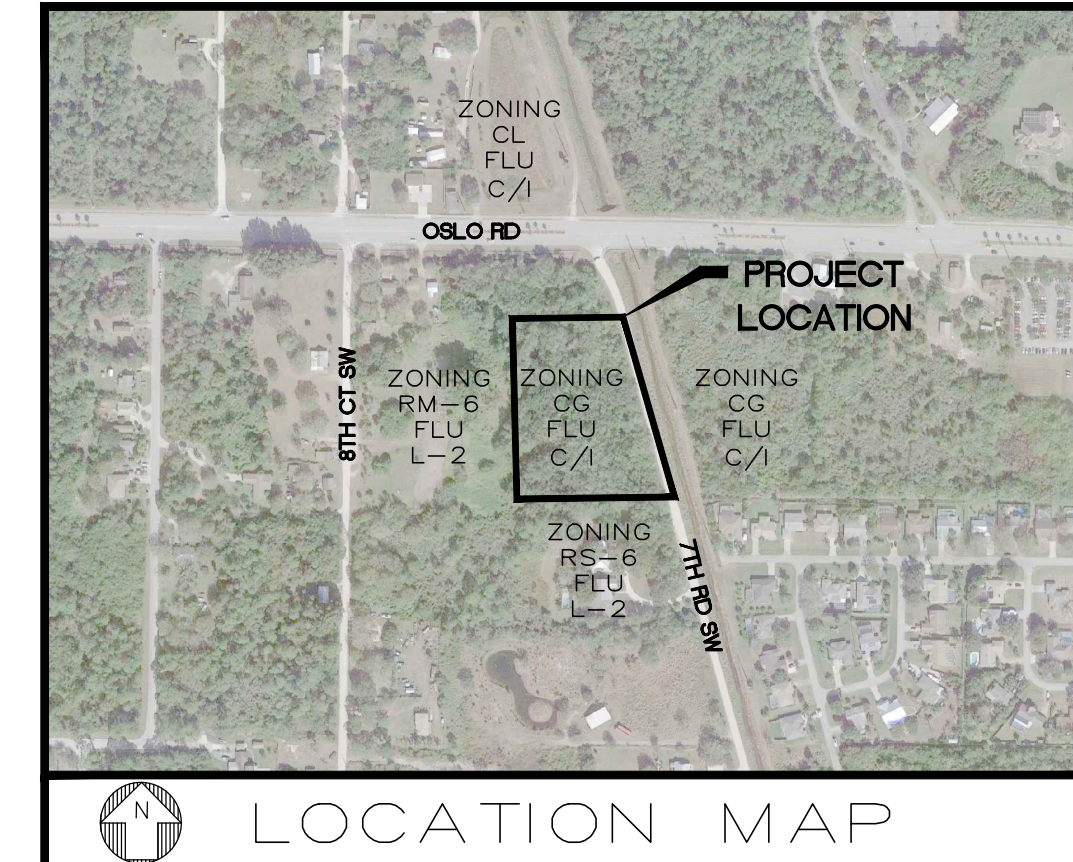 ZONING
CL
FLU
C/I
OSLO RD
PROJECT
LOCATION
8TH CT SW
ZONING
RM-6
FLU
L-2
ZONING
CG
FLU
C/I
ZONING
CG
FLU
C/I
ZONING
RS-6
FLU
L-2
7TH RD SW
N
LOCATION MAP